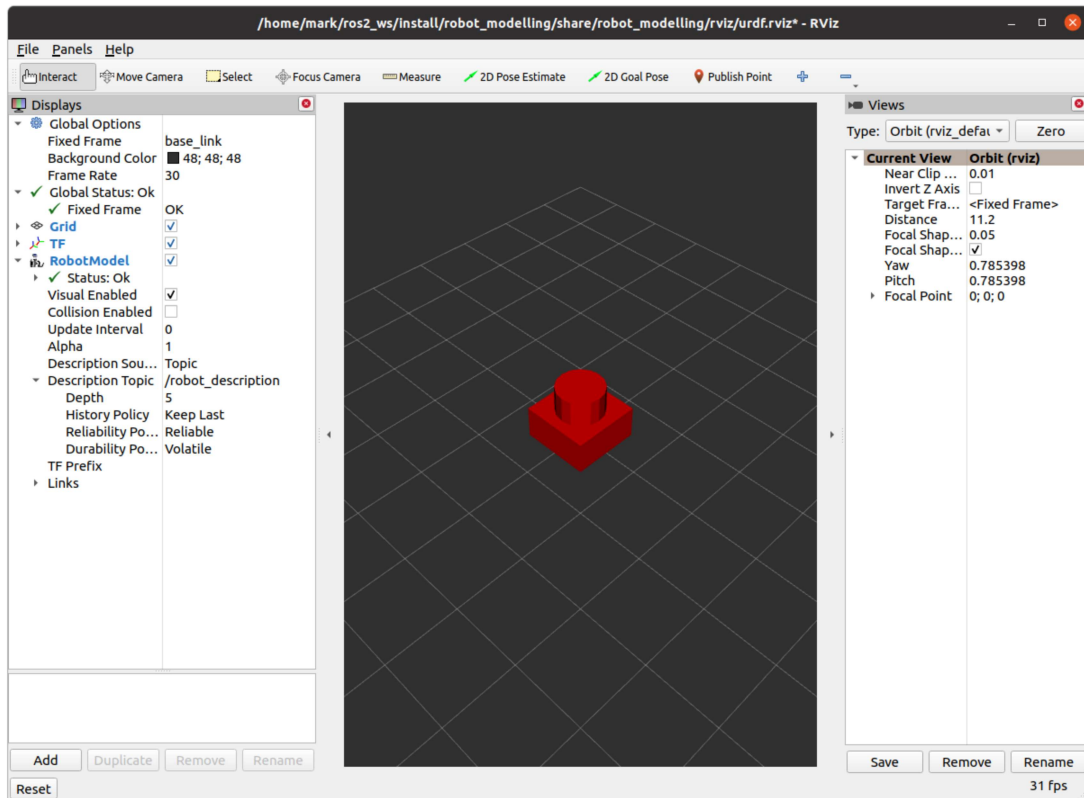 /home/mark/ros2_ws/install/robot_modelling/share/robot_modelling/rviz/urdf.rviz* - RViz
File Panels Help
Interact Move Camera Select Focus Camera Measure 2D Pose Estimate 2D Goal Pose Publish Point
Displays
Global Options
Fixed Frame base_link
Background Color 48; 48; 48
Frame Rate 30
Global Status: Ok
Fixed Frame OK
Grid
TF
RobotModel
Status: Ok
Visual Enabled
Collision Enabled
Update Interval 0
Alpha 1
Description Sou... Topic
Description Topic /robot_description
Depth 5
History Policy Keep Last
Reliability Po... Reliable
Durability Po... Volatile
TF Prefix
Links
Add Duplicate Remove Rename
Reset
Views
Type: Orbit (rviz_defau Zero
Current View Orbit (rviz)
Near Clip ... 0.01
Invert Z Axis
Target Fra... <Fixed Frame>
Distance 11.2
Focal Shap... 0.05
Focal Shap...
Yaw 0.785398
Pitch 0.785398
Focal Point 0; 0; 0
Save Remove Rename
31 fps